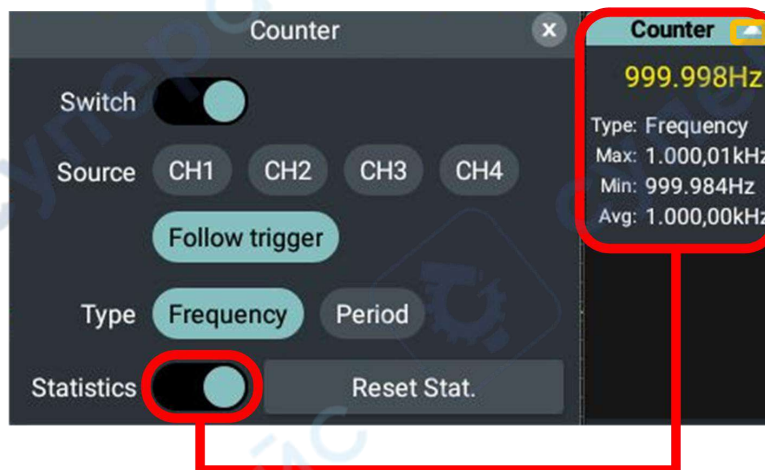 Counter x
Switch
Source CH1 CH2 CH3 CH4
Follow trigger
Type Frequency Period
Statistics Reset Stat.
Counter
999.998Hz
Type: Frequency
Max: 1.000,01kHz
Min: 999.984Hz
Avg: 1.000,00kHz